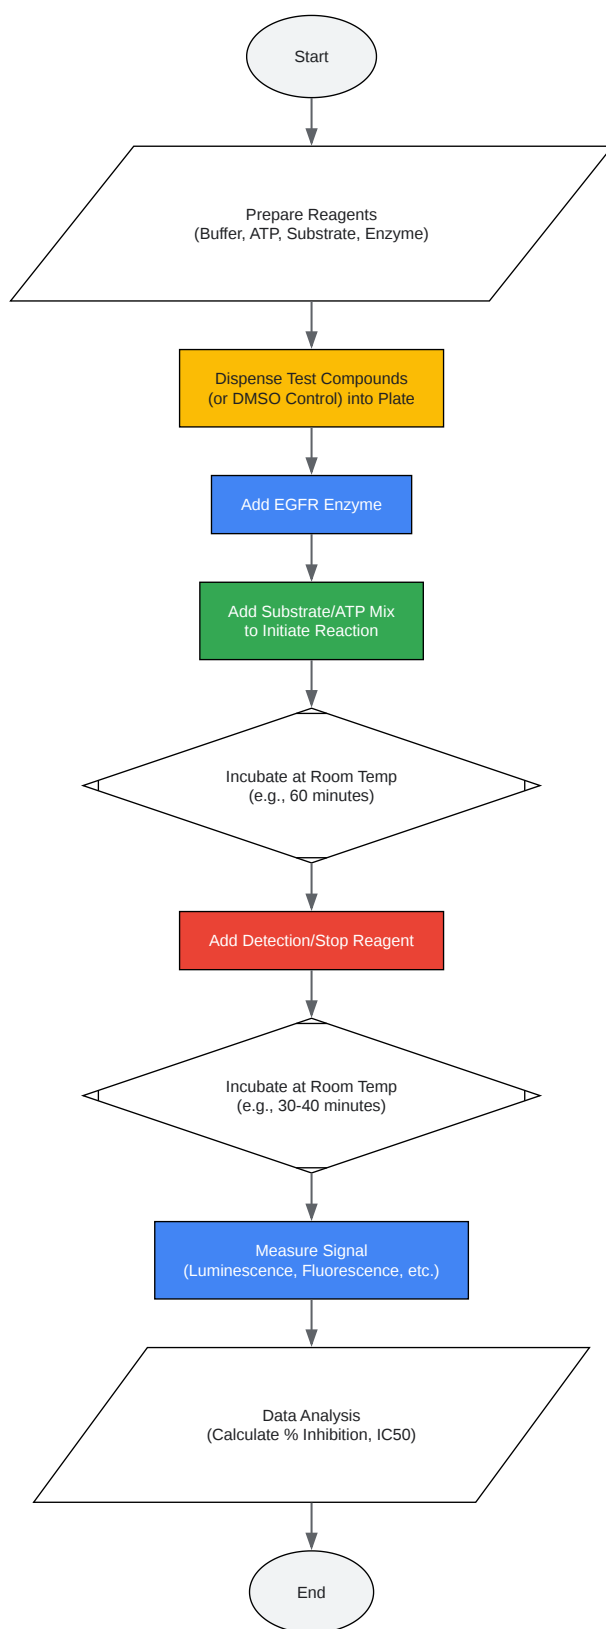 Start
Prepare Reagents
(Buffer, ATP, Substrate, Enzyme)
Dispense Test Compounds
(or DMSO Control) into Plate
Add EGFR Enzyme
Add Substrate/ATP Mix
to Initiate Reaction
Incubate at Room Temp
(e.g., 60 minutes)
Add Detection/Stop Reagent
Incubate at Room Temp
(e.g., 30-40 minutes)
Measure Signal
(Luminescence, Fluorescence, etc.)
Data Analysis
(Calculate % Inhibition, IC50)
End